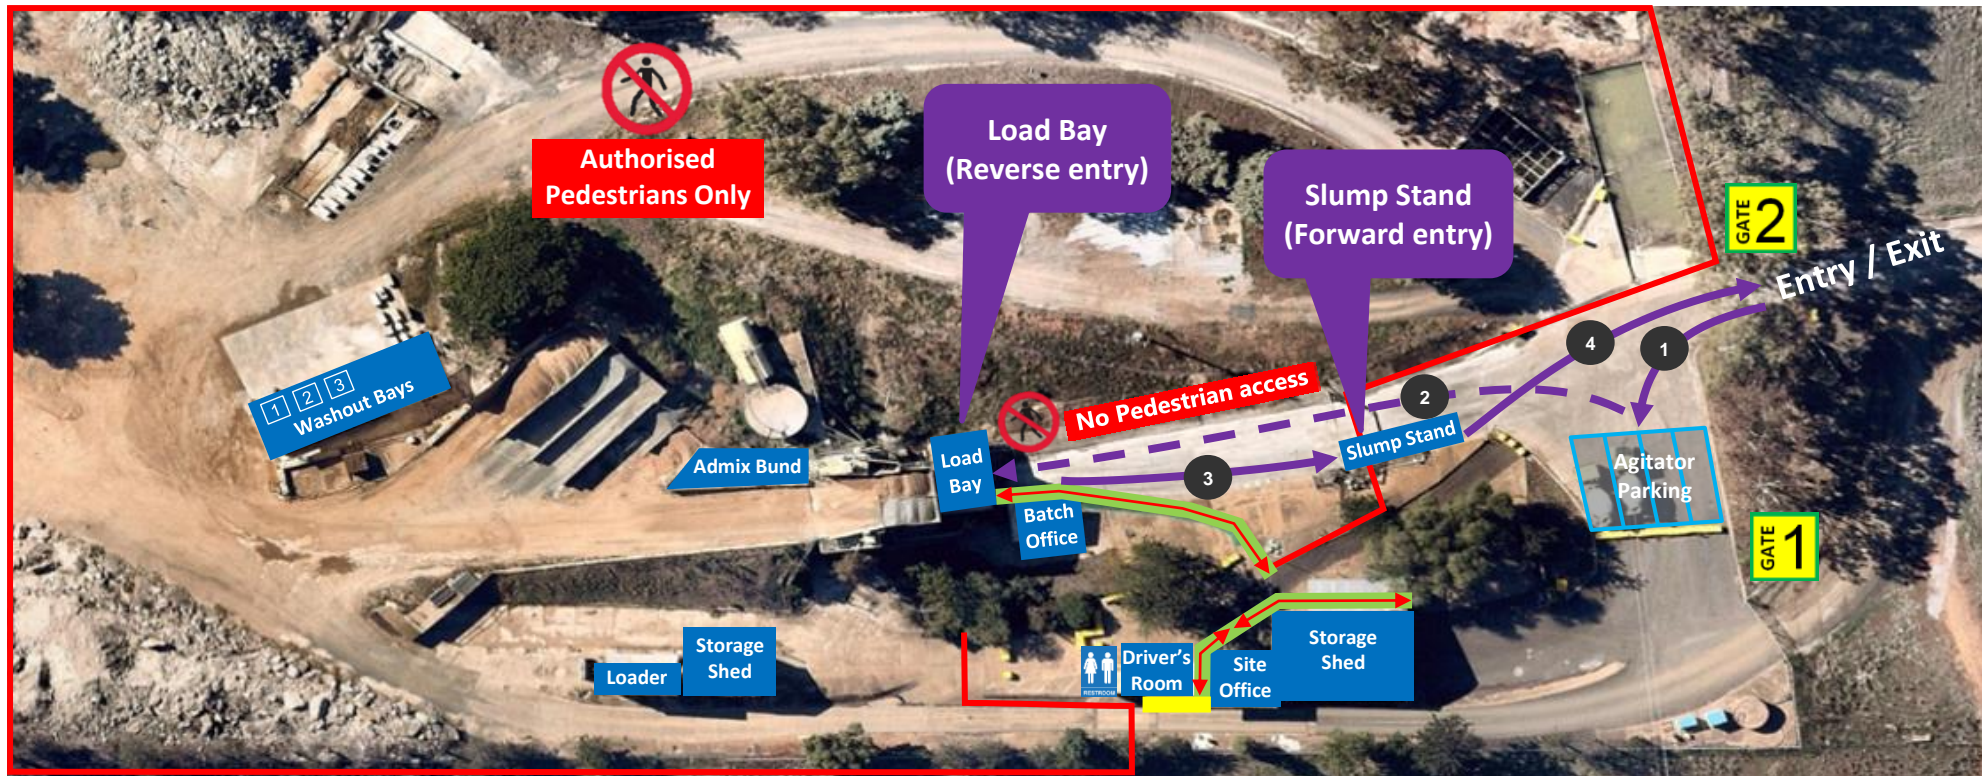 Authorised
Pedestrians Only
Load Bay
(Reverse entry)
Slump Stand
(Forward entry)
GATE 2
Entry / Exit
4
1
2
3
No Pedestrian access
Slump Stand
1 2 3
Washout Bays
Admix Bund
Load
Bay
Batch
Office
Agitator
Parking
GATE 1
Loader
Storage
Shed
RESTROOM
Driver's
Room
Site
Office
Storage
Shed